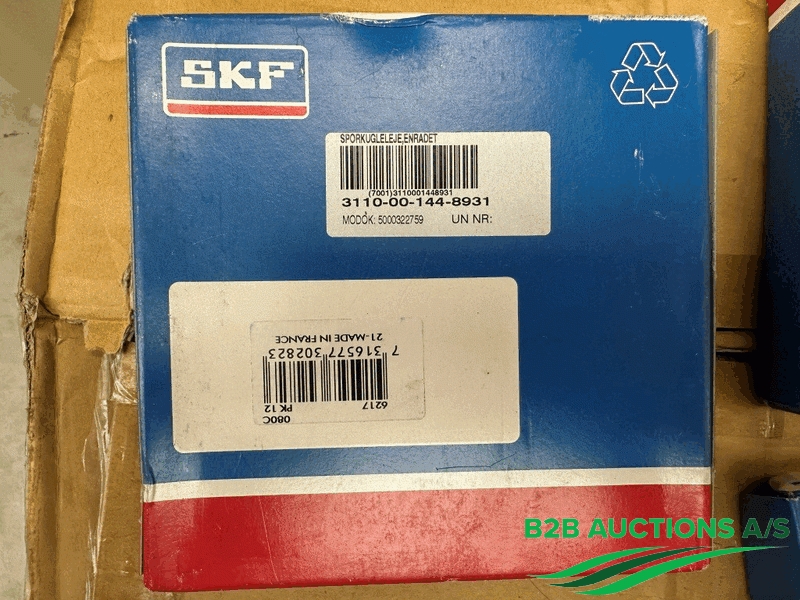 SKF
SPORKUGLELEJE,ENRADET
(7001)3110001448931
3110-00-144-8931
MODOK: 5000322759 UN NR:
6217 080C
PK 12
7 316577 302823
21-MADE IN FRANCE
B2B AUCTIONS A/S